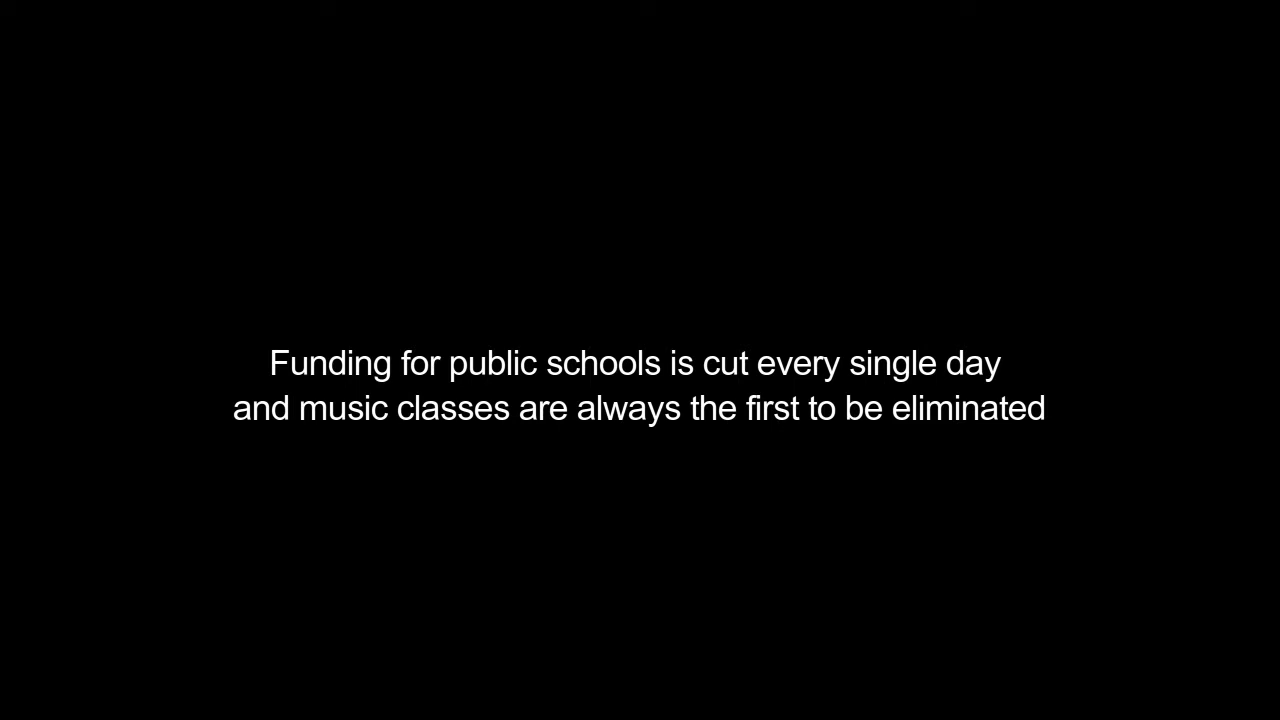 Funding for public schools is cut every single day
and music classes are always the first to be eliminated